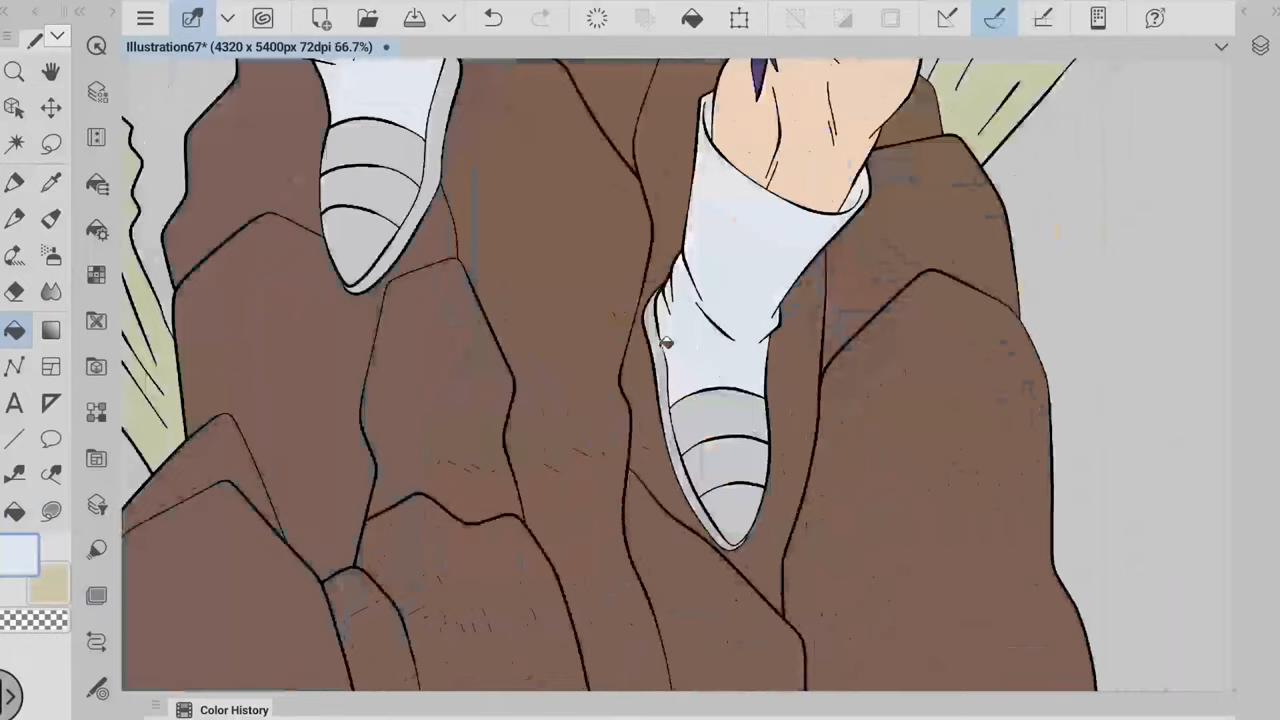 Illustration67* (4320 x 5400px 72dpi 66.7%)
Color History